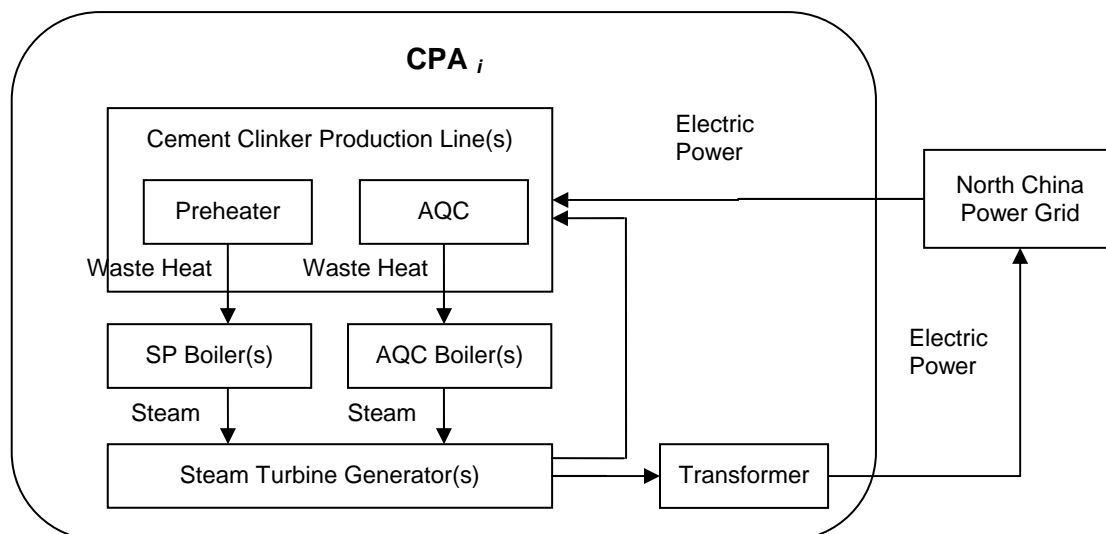 CPA i
Cement Clinker Production Line(s)
Electric
Power
North China
Power Grid
Preheater
AQC
Waste Heat
Waste Heat
SP Boiler(s)
AQC Boiler(s)
Electric
Power
Steam
Steam
Steam Turbine Generator(s)
Transformer